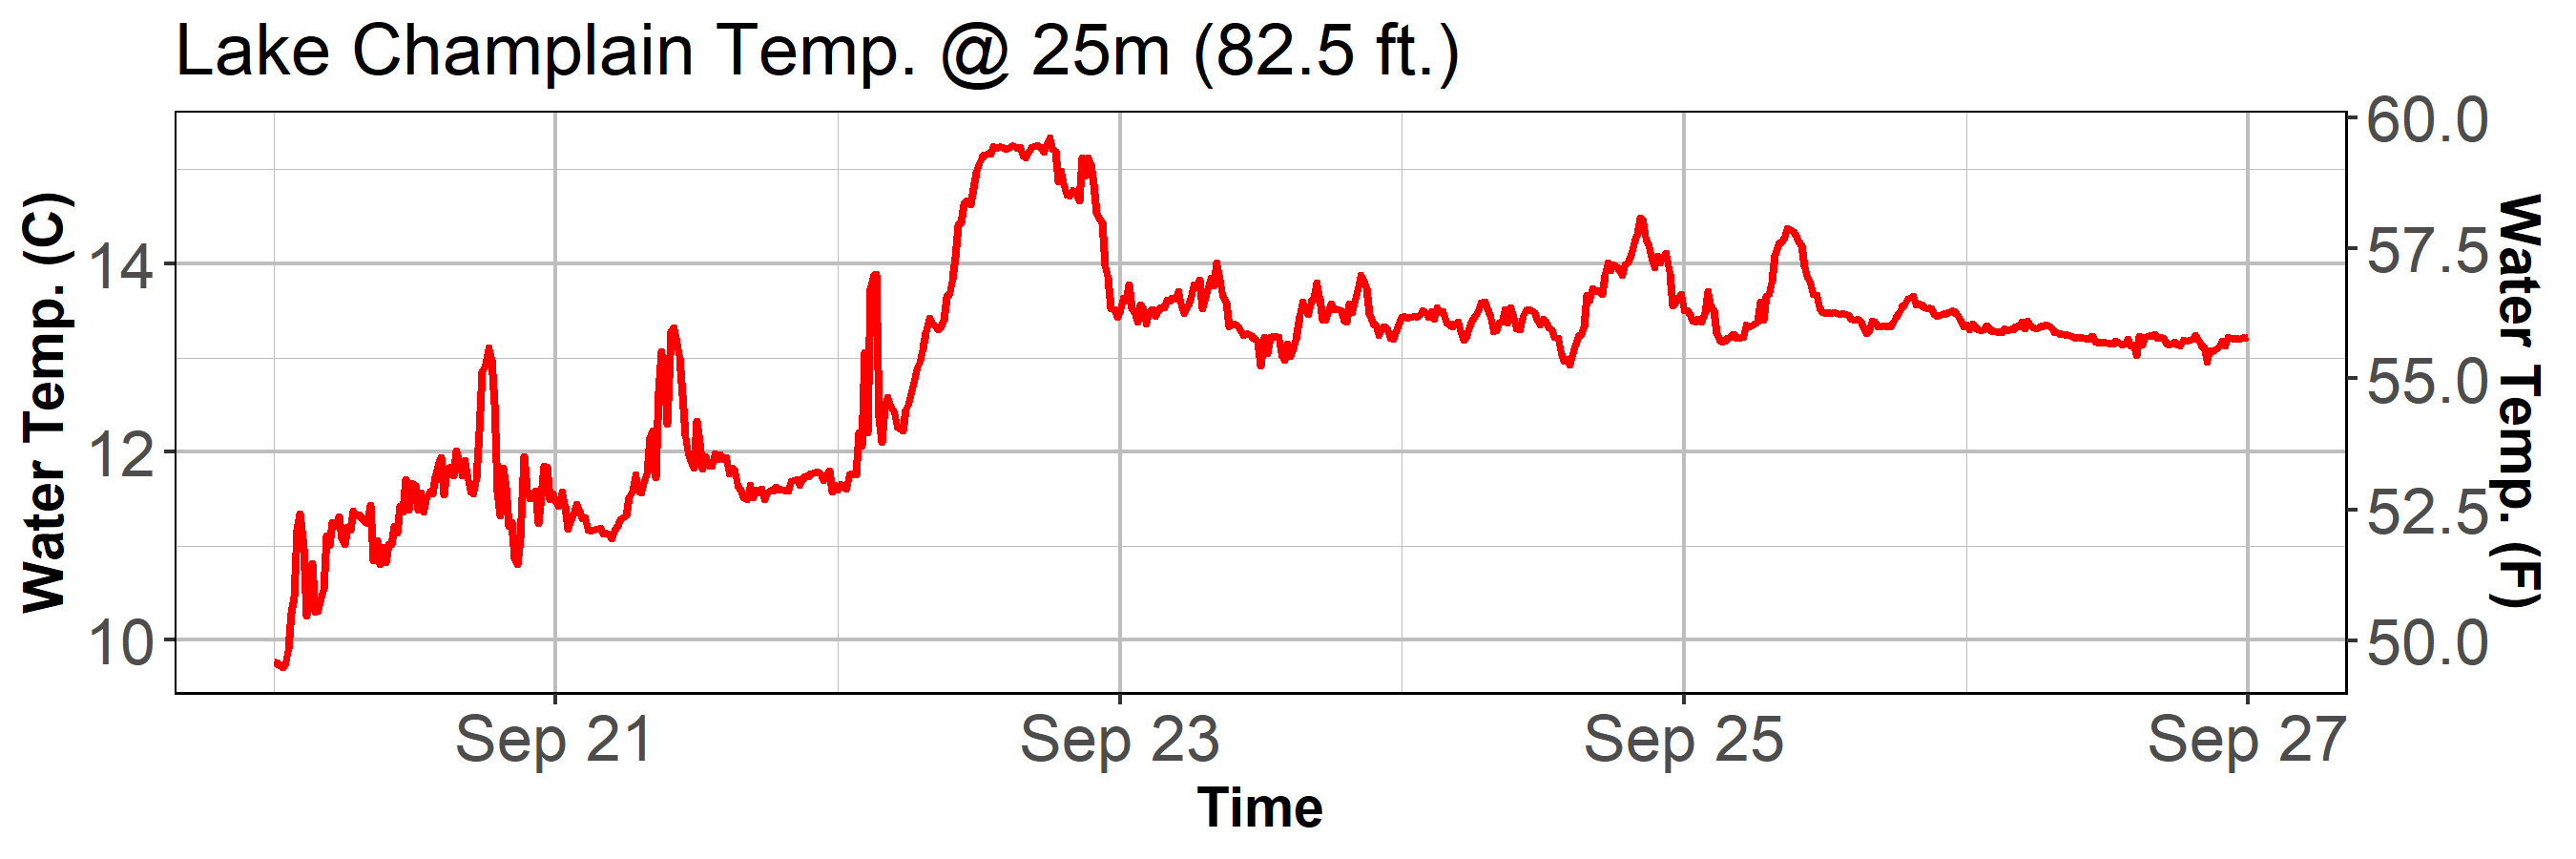 Lake Champlain Temp. @ 25m (82.5 ft.)
Water Temp. (C)
14
12
10
60.0
57.5
55.0
52.5
50.0
Water Temp. (F)
Sep 21
Sep 23
Sep 25
Sep 27
Time